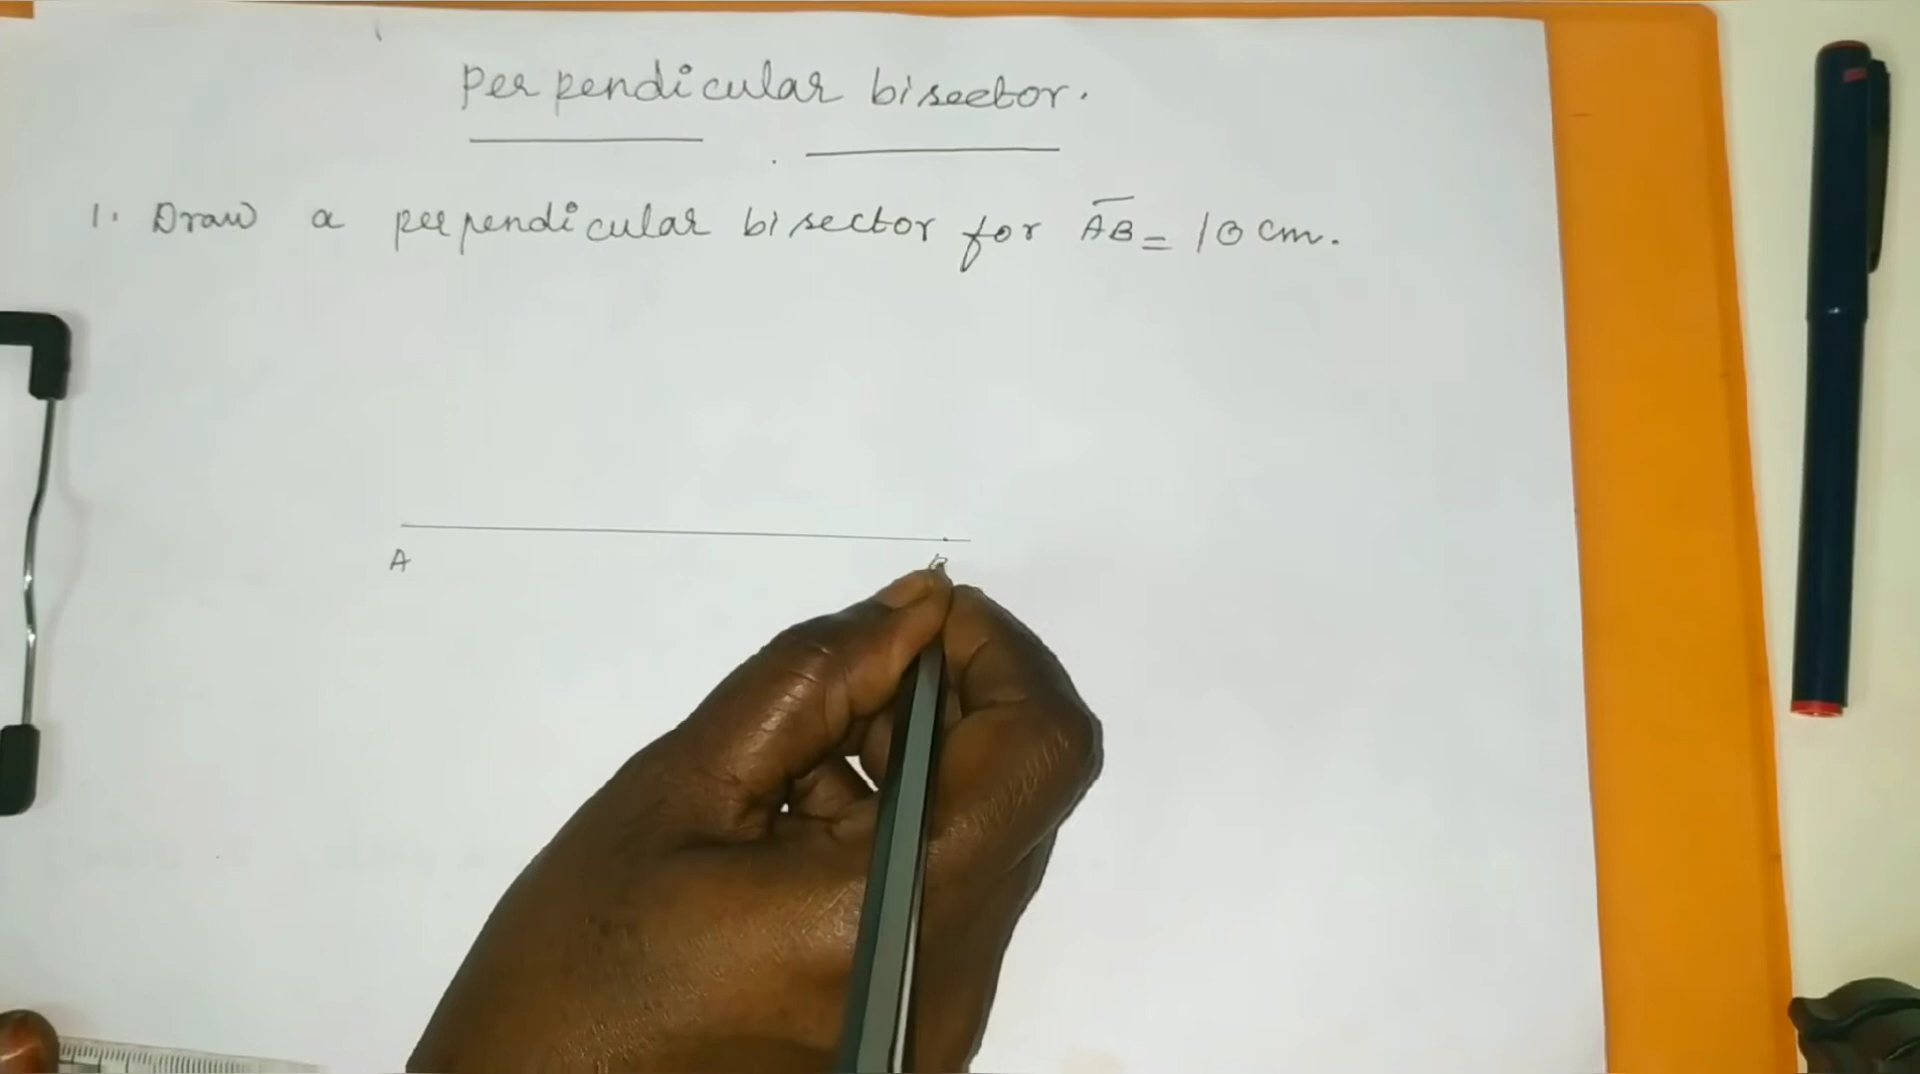 Perpendicular bisector.
1. Draw a perpendicular bisector for AB = 10 cm.
A B